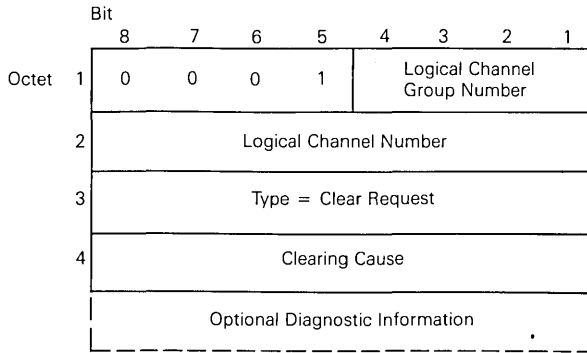 Bit
8 7 6 5 4 3 2 1
Octet 1 0 0 0 1 Logical Channel
Group Number
2 Logical Channel Number
3 Type = Clear Request
4 Clearing Cause
Optional Diagnostic Information